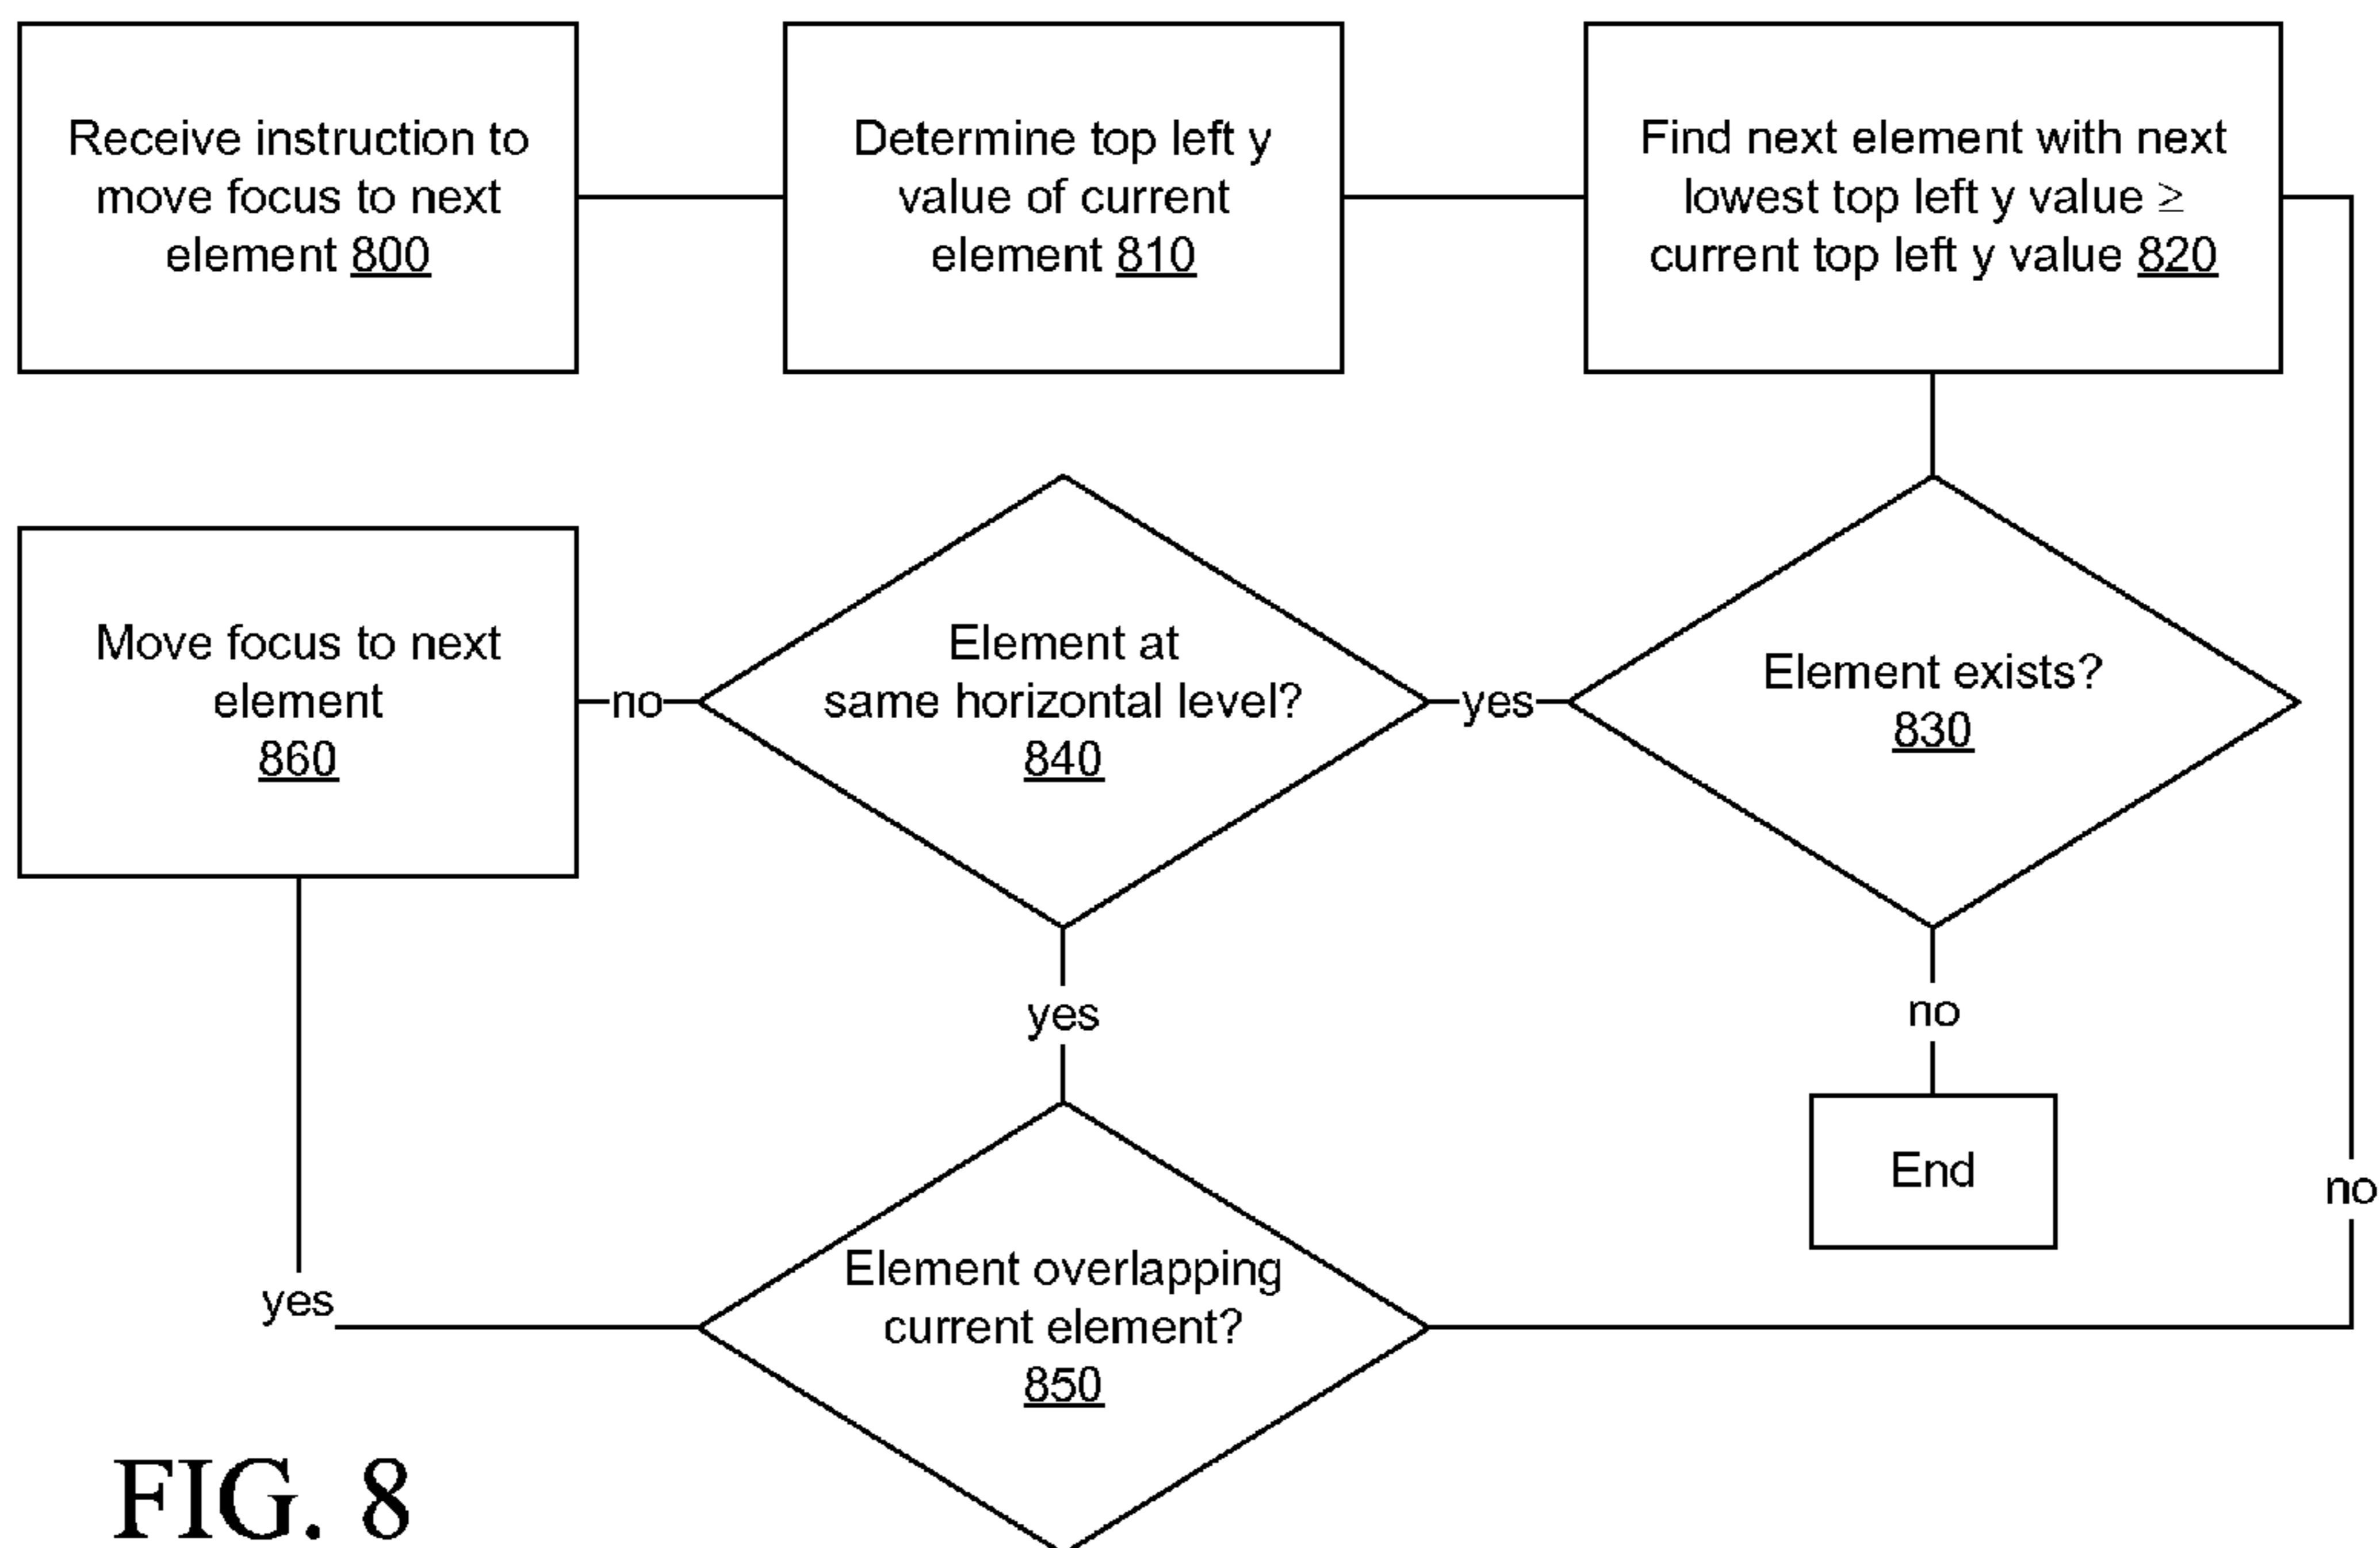 Receive instruction to
move focus to next
element 800
Determine top left y
value of current
element 810
Find next element with next
lowest top left y value ≥
current top left y value 820
Move focus to next
element
860
no
Element at
same horizontal level?
840
yes
Element exists?
830
yes
no
End
no
yes
Element overlapping
current element?
850
FIG. 8